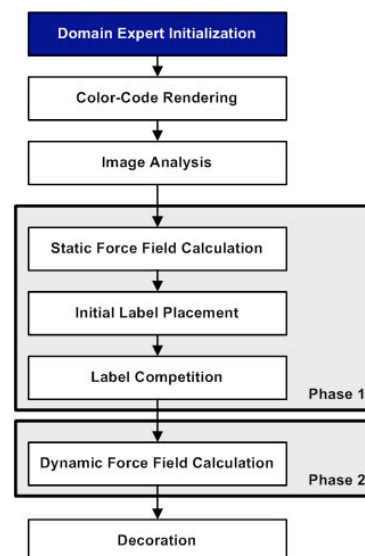 Domain Expert Initialization
Color-Code Rendering
Image Analysis
Static Force Field Calculation
Initial Label Placement
Label Competition
Phase 1
Dynamic Force Field Calculation
Phase 2
Decoration